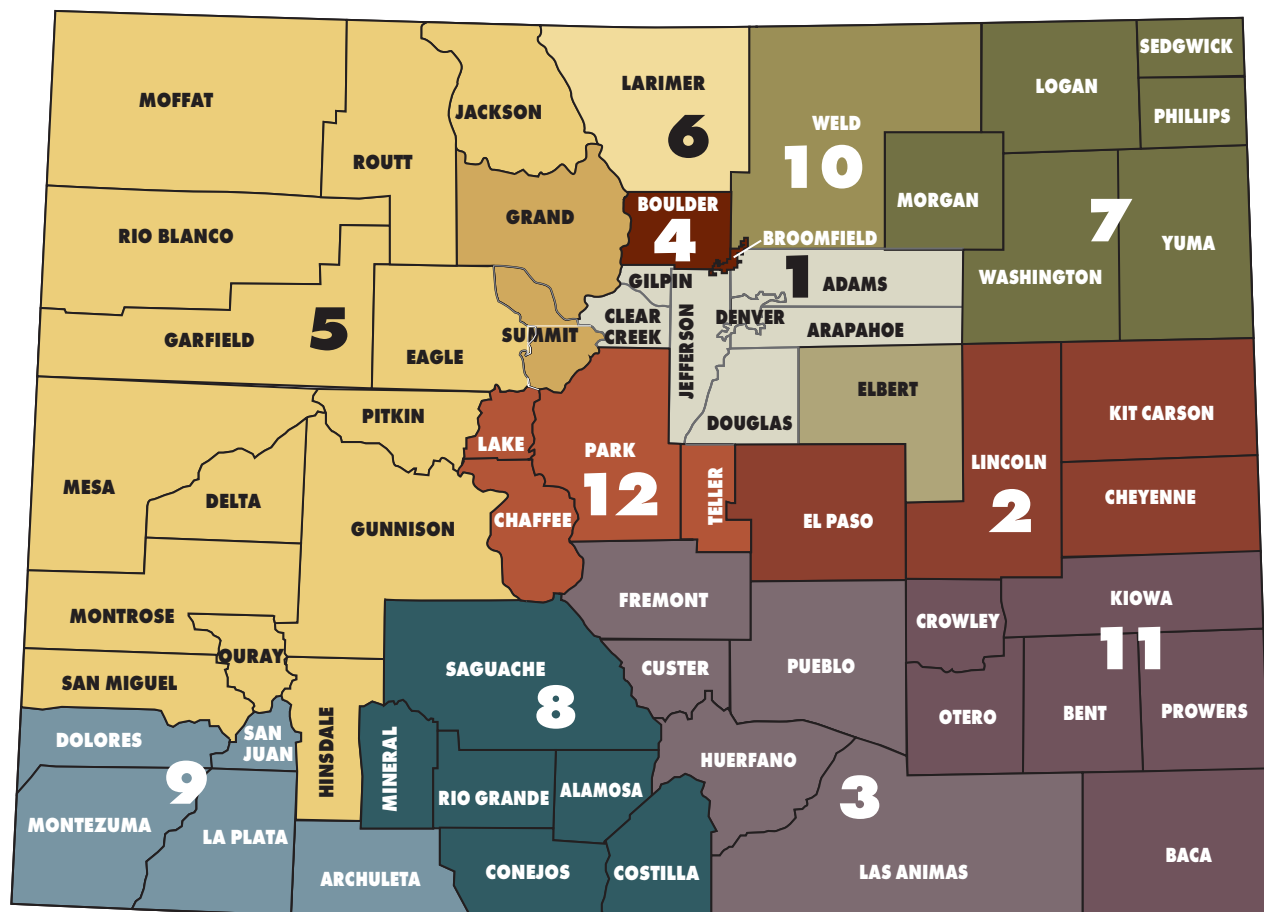 SEDGWICK
LARIMER
LOGAN
MOFFAT
JACKSON
PHILLIPS
6
WELD
10
ROUTT
MORGAN
BOULDER
4
GRAND
7
RIO BLANCO
BROOMFIELD
YUMA
1
GILPIN
ADAMS
WASHINGTON
CLEAR
CREEK
DENVER
5
GARFIELD
SUMMIT
JEFFERSON
ARAPAHOE
EAGLE
ELBERT
PITKIN
DOUGLAS
KIT CARSON
LAKE
PARK
12
LINCOLN
2
MESA
DELTA
TELLER
CHEYENNE
GUNNISON
CHAFFEE
EL PASO
FREMONT
KIOWA
MONTROSE
CROWLEY
11
OURAY
SAGUACHE
CUSTER
PUEBLO
SAN MIGUEL
8
OTERO
BENT
PROWERS
DOLORES
SAN
JUAN
HINSDALE
MINERAL
HUERFANO
9
RIO GRANDE
ALAMOSA
3
MONTEZUMA
LA PLATA
BACA
ARCHULETA
CONEJOS
COSTILLA
LAS ANIMAS